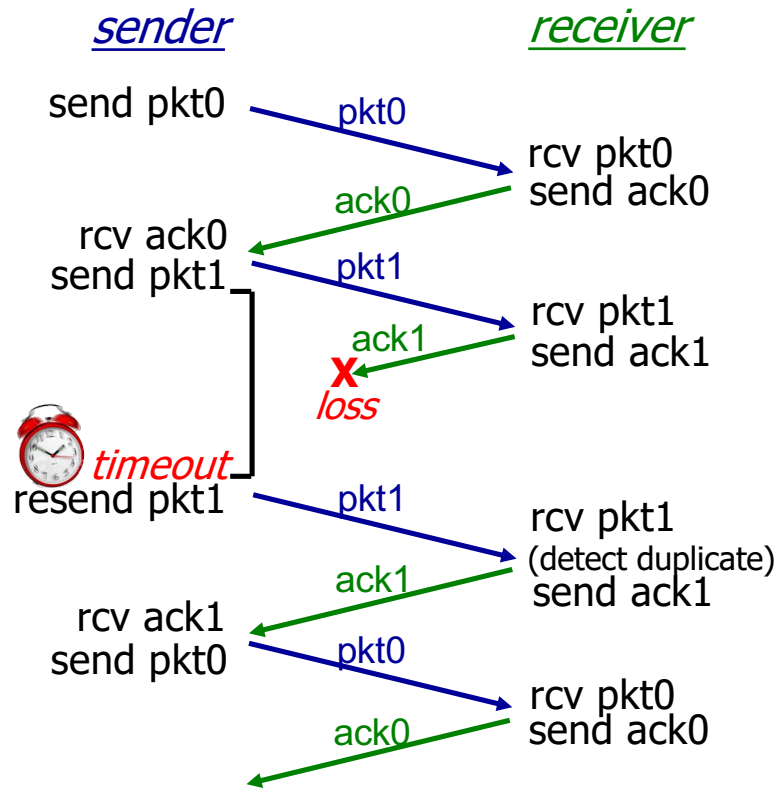 sender receiver
send pkt0
pkt0
rcv pkt0
send ack0
ack0
rcv ack0
send pkt1
pkt1
rcv pkt1
send ack1
ack1
X
loss
timeout
resend pkt1
pkt1
rcv pkt1
(detect duplicate)
send ack1
ack1
rcv ack1
send pkt0
pkt0
rcv pkt0
send ack0
ack0